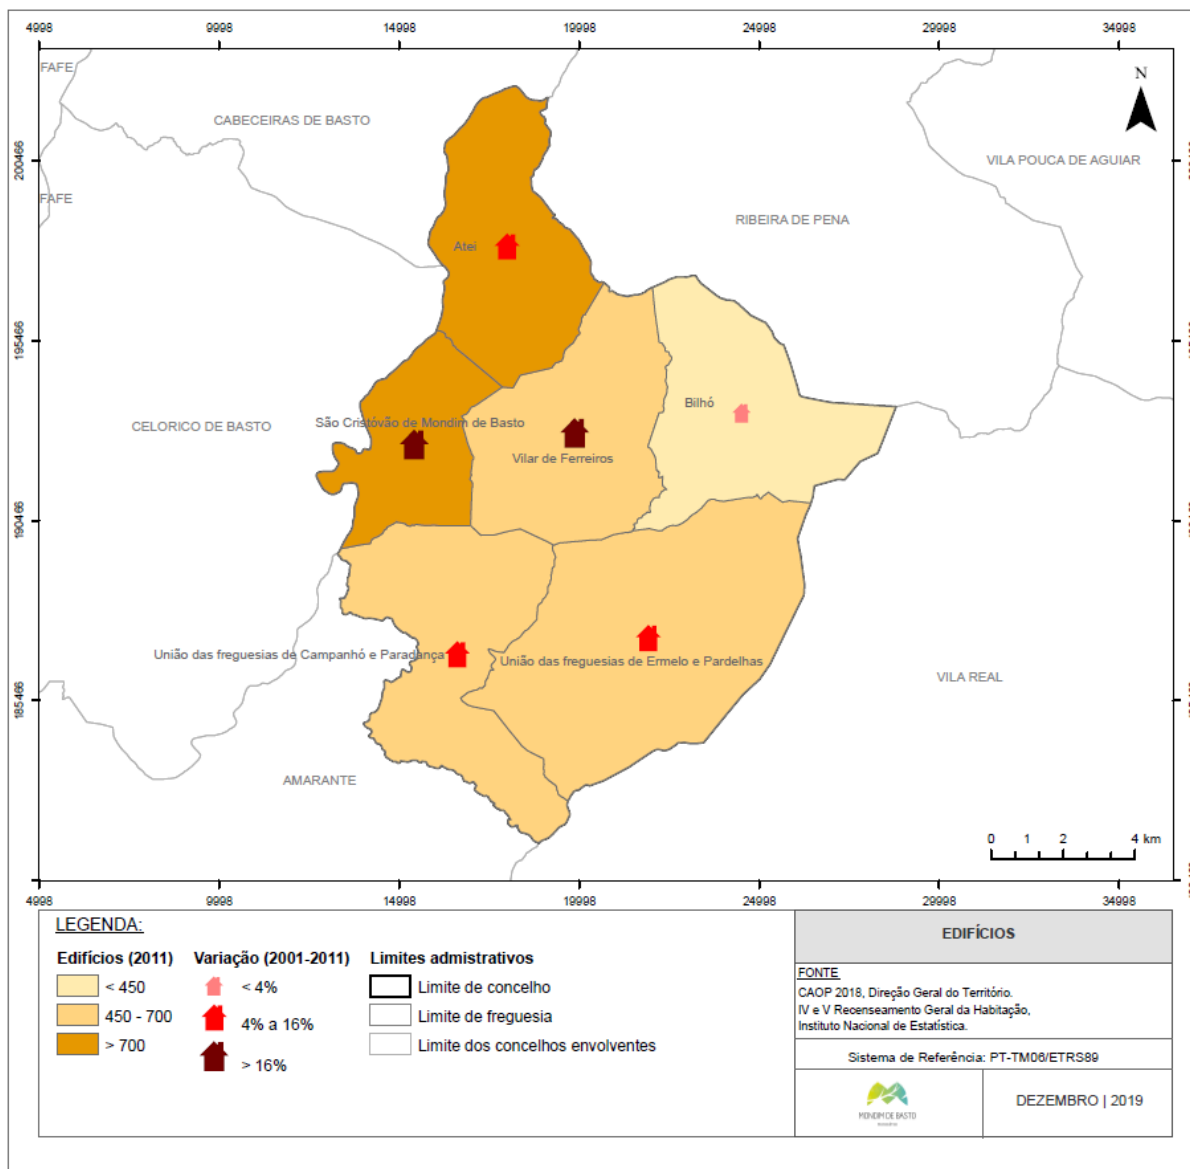 4998 9998 14998 19998 24998 29998 34998
FAFE
CABECEIRAS DE BASTO
N
VILA POUCA DE AGUIAR
200466
FAFE
RIBEIRA DE PENA
Atei
195466
Bilhó
São Cristóvão de Mondim de Basto
CELORICO DE BASTO
Vilar de Ferreiros
190466
União das freguesias de Campanhó e Paradança
União das freguesias de Ermelo e Pardelhas
VILA REAL
185466
AMARANTE
0 1 2 4 km
4998 9998 14998 19998 24998 29998 34998
LEGENDA:
Edifícios (2011)
< 450
450 - 700
> 700
Variação (2001-2011)
< 4%
4% a 16%
> 16%
Limites admistrativos
Limite de concelho
Limite de freguesia
Limite dos concelhos envolventes
EDIFÍCIOS
FONTE
CAOP 2018, Direção Geral do Território.
IV e V Recenseamento Geral da Habitação,
Instituto Nacional de Estatística.
Sistema de Referência: PT-TM06/ETRS89
MONDIM DE BASTO
DEZEMBRO | 2019